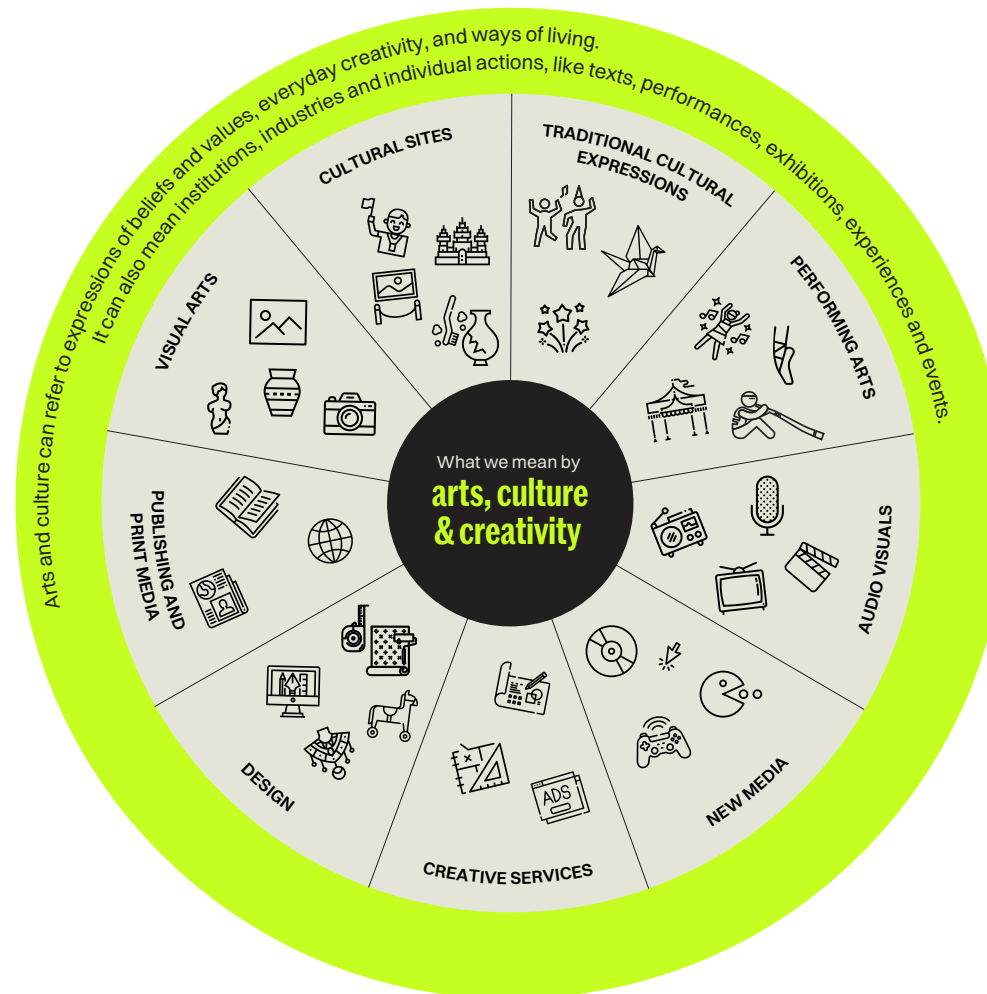 Arts and culture can refer to expressions of beliefs and values, everyday creativity, and ways of living.
It can also mean institutions, industries and individual actions, like texts, performances, exhibitions, experiences and events.
CULTURAL SITES
TRADITIONAL CULTURAL
EXPRESSIONS
VISUAL ARTS
PERFORMING ARTS
What we mean by
arts, culture
& creativity
PUBLISHING AND
PRINT MEDIA
AUDIO VISUALS
DESIGN
ADS
NEW MEDIA
CREATIVE SERVICES